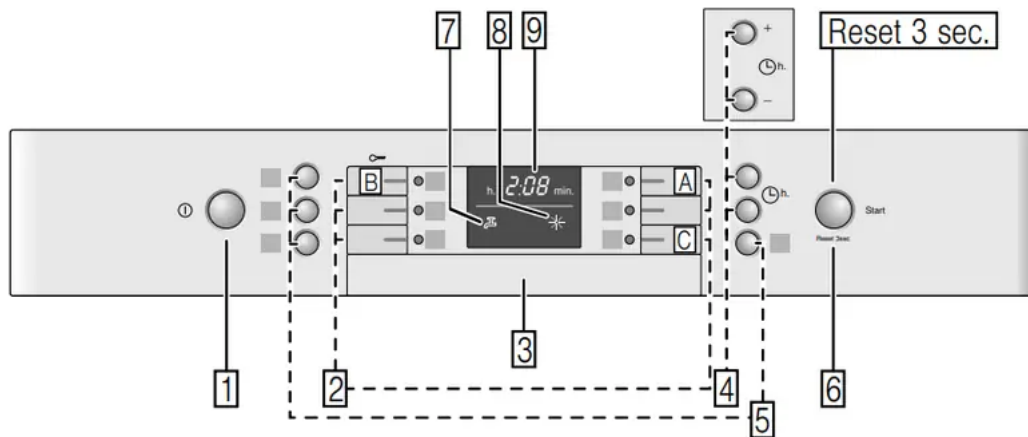 7 8 9
+
h.
–
Reset 3 sec.
B
h. 2:08 min.
A
h.
Start
C
Reset 3sec
3
1 2 4 6
5